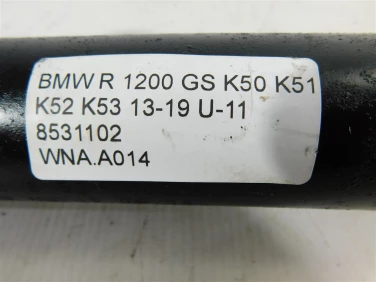 BMW R 1200 GS K50 K51
K52 K53 13-19 U-11
8531102
WNA.A014